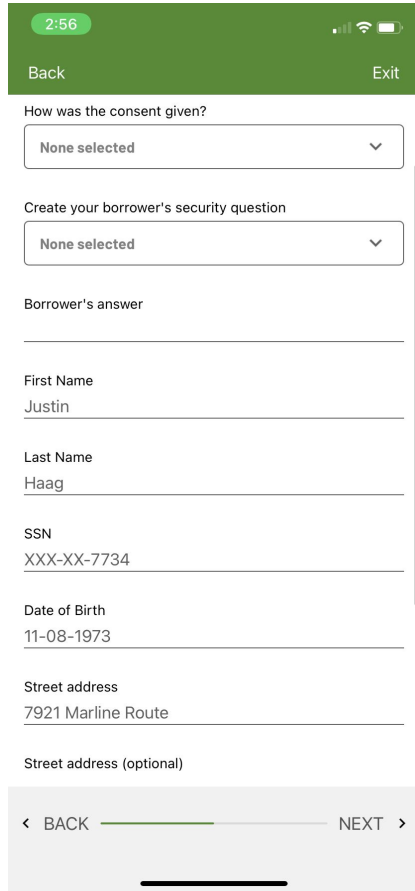 2:56
Back Exit
How was the consent given?
None selected
Create your borrower's security question
None selected
Borrower's answer
First Name
Justin
Last Name
Haag
SSN
XXX-XX-7734
Date of Birth
11-08-1973
Street address
7921 Marline Route
Street address (optional)
BACK NEXT